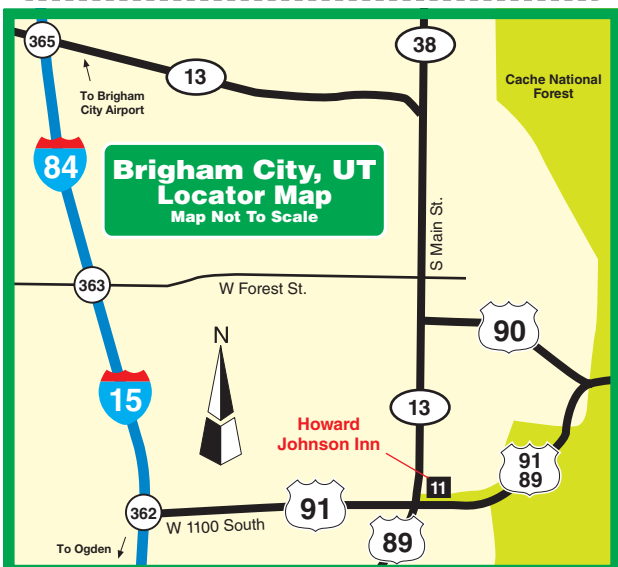 365
38
13
To Brigham
City Airport
Cache National
Forest
84
Brigham City, UT
Locator Map
Map Not To Scale
S Main St.
363
W Forest St.
90
N
15
13
Howard
Johnson Inn
11
91
89
362
91
W 1100 South
89
To Ogden